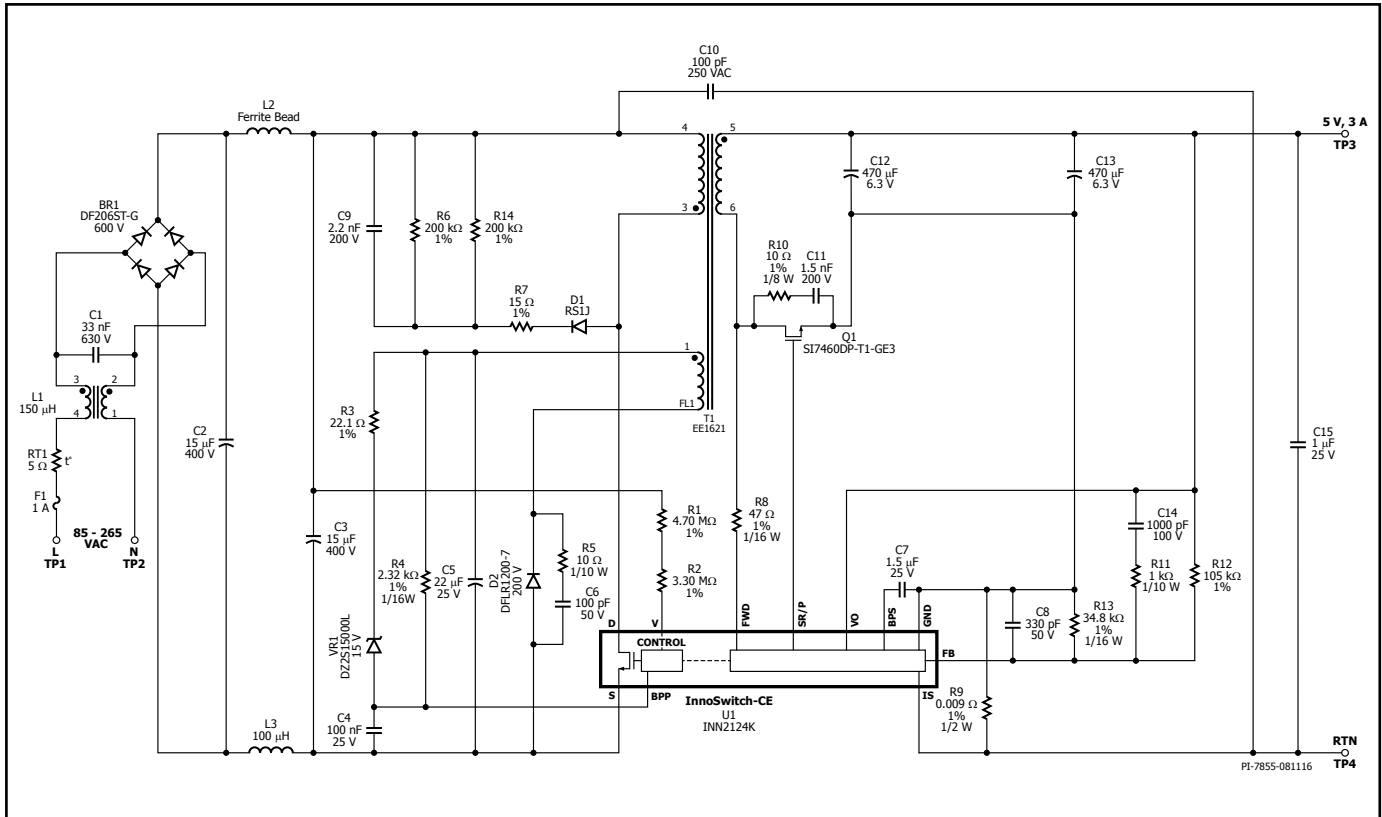 C10
100 pF
250 VAC
L2
Ferrite Bead
5 V, 3 A
TP3
4
5
C12
470 μF
6.3 V
C13
470 μF
6.3 V
BR1
DF206ST-G
600 V
C9
2.2 nF
200 V
R6
200 kΩ
1%
R14
200 kΩ
1%
3
6
R10
10 Ω
1%
1/8 W
C11
1.5 nF
200 V
R7
15 Ω
1%
D1
RS1J
C1
33 nF
630 V
Q1
SI7460DP-T1-GE3
1
3
2
L1
150 μH
4
1
FL1
T1
EE1621
R3
22.1 Ω
1%
C2
15 μF
400 V
C15
1 μF
25 V
RT1
5 Ω
t°
F1
1 A
85 - 265
VAC
L
TP1
N
TP2
C3
15 μF
400 V
R1
4.70 MΩ
1%
R8
47 Ω
1%
1/16 W
C14
1000 pF
100 V
R4
2.32 kΩ
1%
1/16W
C5
22 μF
25 V
D2
DFLR1200-7
200 V
R5
10 Ω
1/10 W
C6
100 pF
50 V
R2
3.30 MΩ
1%
C7
1.5 μF
25 V
R11
1 kΩ
1/10 W
R12
105 kΩ
1%
VR1
DZ2S15000L
15 V
C8
330 pF
50 V
R13
34.8 kΩ
1%
1/16 W
D
V
FWD
SR/P
VO
BPS
GND
CONTROL
FB
S
BPP
InnoSwitch-CE
U1
INN2124K
IS
R9
0.009 Ω
1%
1/2 W
C4
100 nF
25 V
L3
100 μH
RTN
TP4
PI-7855-081116